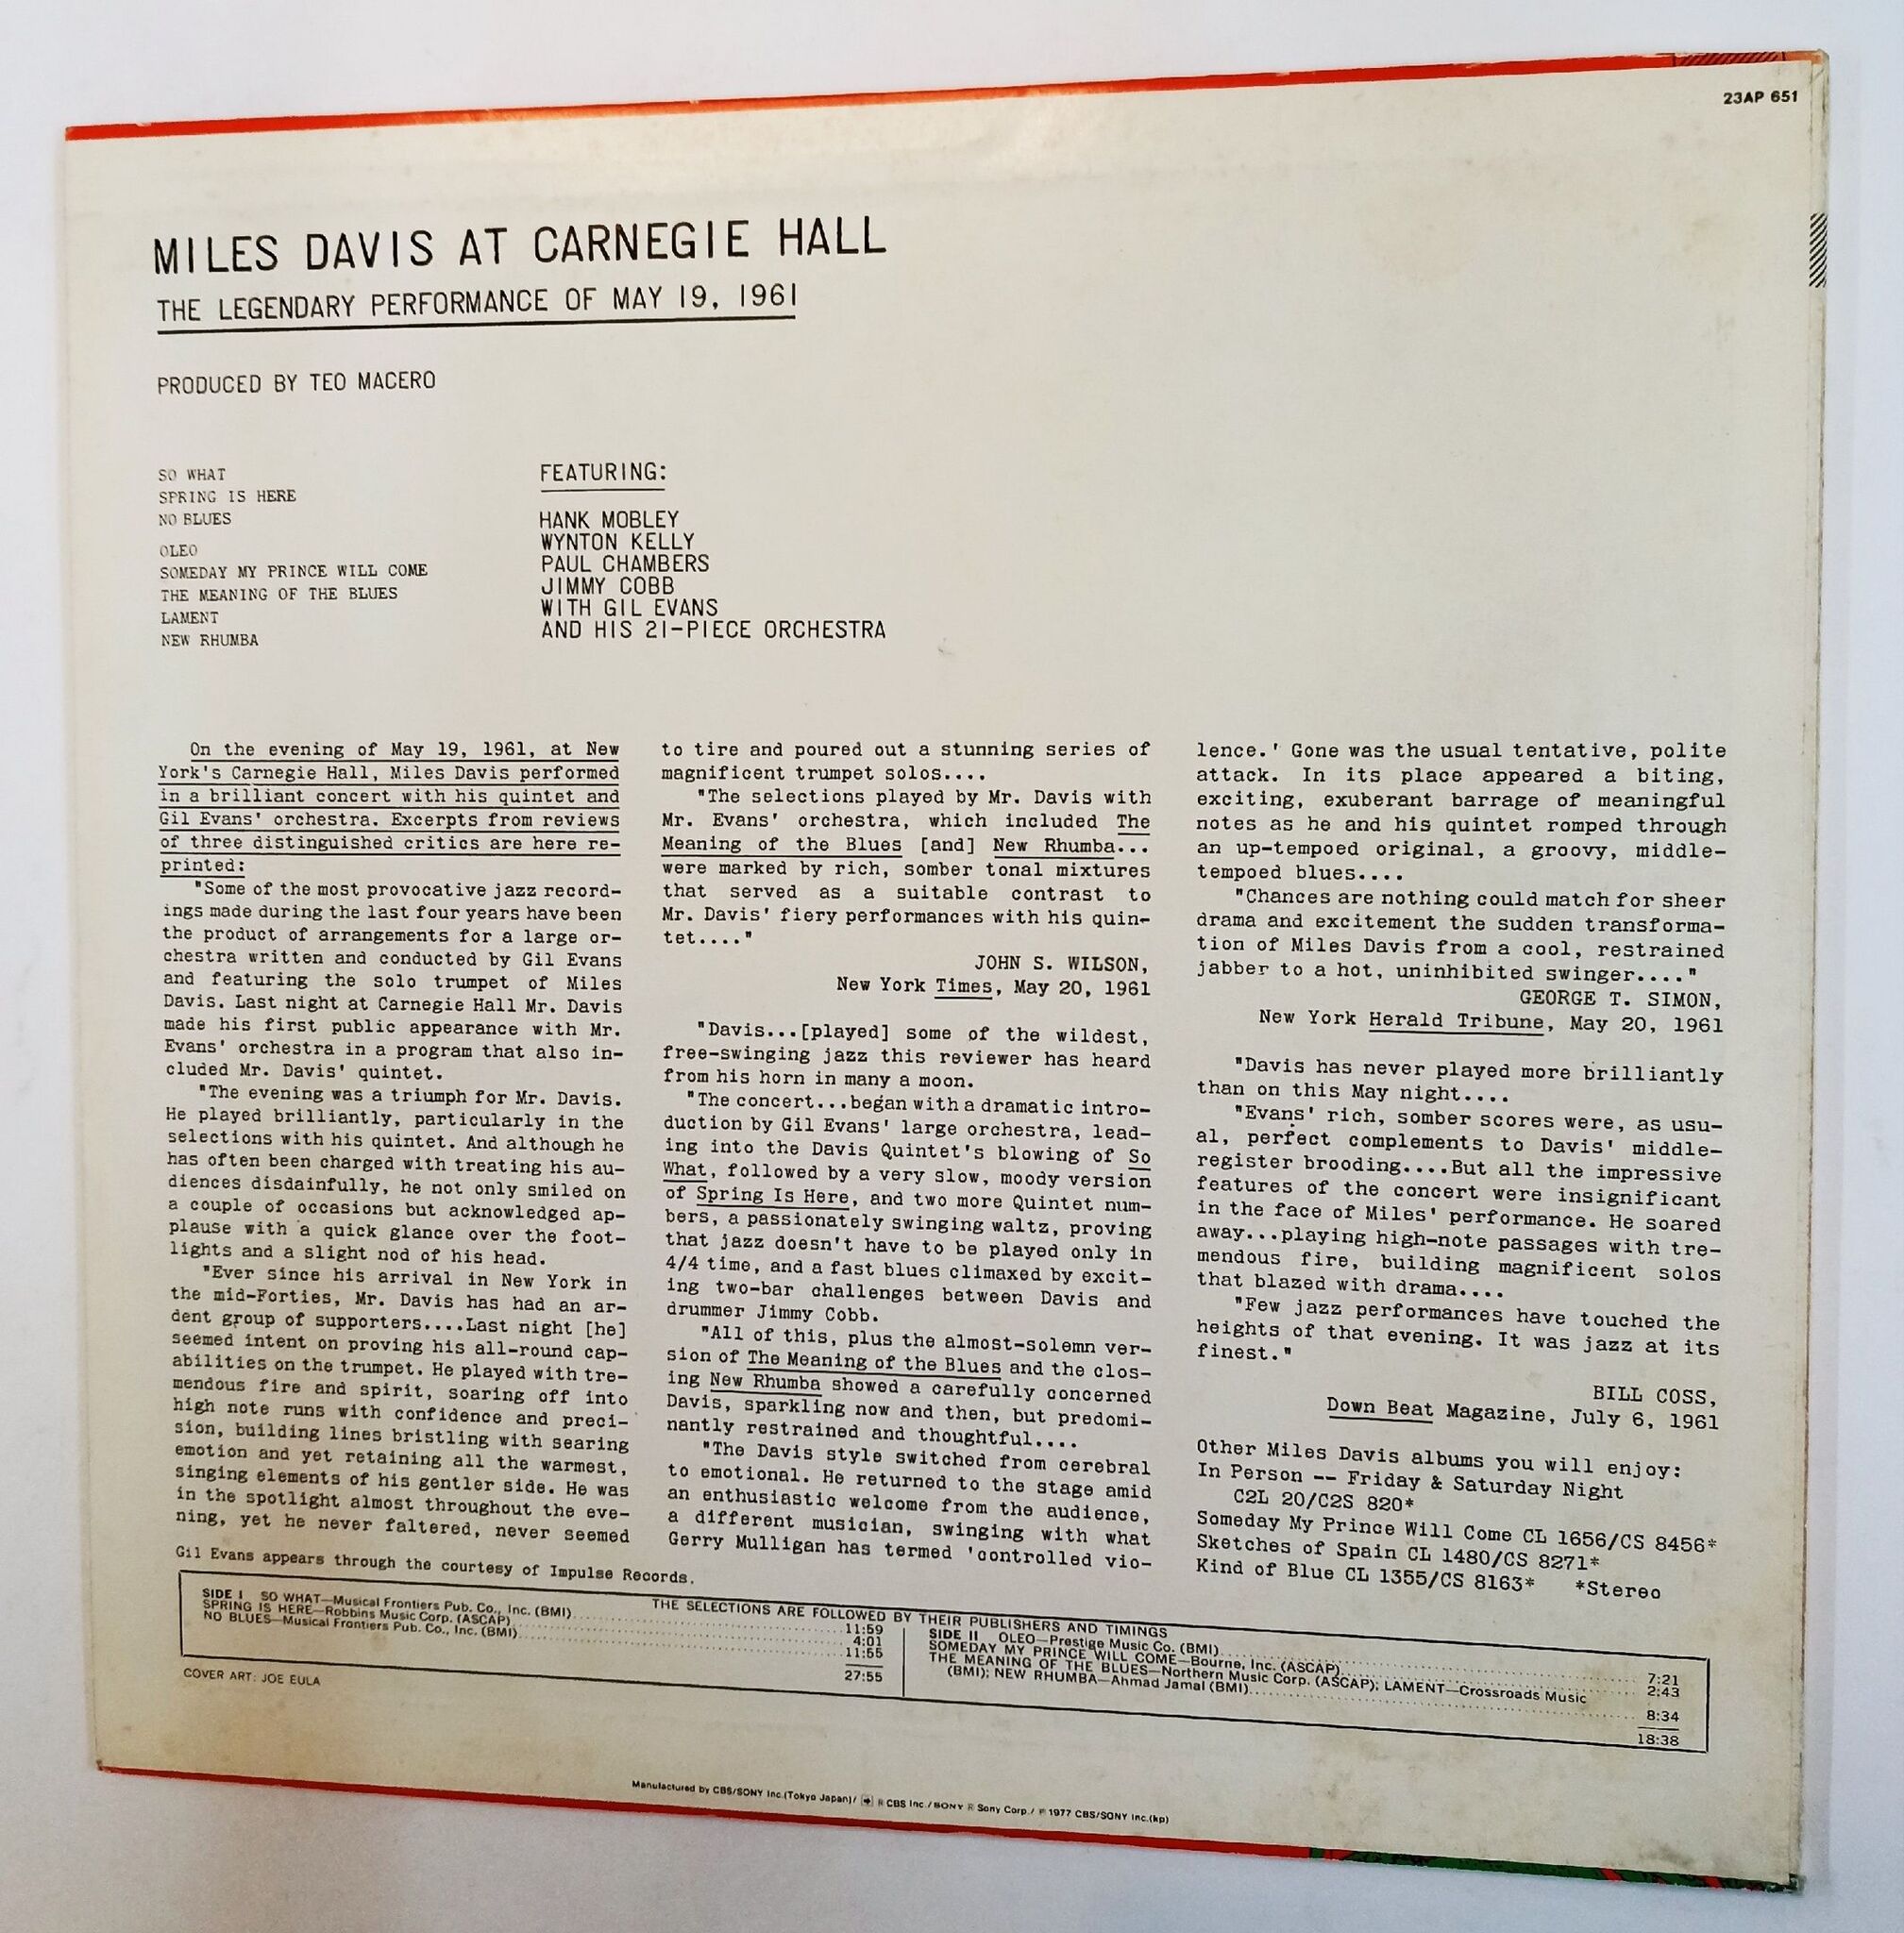 23AP 651
MILES DAVIS AT CARNEGIE HALL
THE LEGENDARY PERFORMANCE OF MAY 19, 1961
PRODUCED BY TEO MACERO
SO WHAT
SPRING IS HERE
NO BLUES
OLEO
SOMEDAY MY PRINCE WILL COME
THE MEANING OF THE BLUES
LAMENT
NEW RHUMBA
FEATURING:
HANK MOBLEY
WYNTON KELLY
PAUL CHAMBERS
JIMMY COBB
WITH GIL EVANS
AND HIS 21-PIECE ORCHESTRA
On the evening of May 19, 1961, at New
York's Carnegie Hall, Miles Davis performed
in a brilliant concert with his quintet and
Gil Evans' orchestra. Excerpts from reviews
of three distinguished critics are here re-
printed:
"Some of the most provocative jazz record-
ings made during the last four years have been
the product of arrangements for a large or-
chestra written and conducted by Gil Evans
and featuring the solo trumpet of Miles
Davis. Last night at Carnegie Hall Mr. Davis
made his first public appearance with Mr.
Evans' orchestra in a program that also in-
cluded Mr. Davis' quintet.
"The evening was a triumph for Mr. Davis.
He played brilliantly, particularly in the
selections with his quintet. And although he
has often been charged with treating his au-
diences disdainfully, he not only smiled on
a couple of occasions but acknowledged ap-
plause with a quick glance over the foot-
lights and a slight nod of his head.
"Ever since his arrival in New York in
the mid-Forties, Mr. Davis has had an ar-
dent group of supporters....Last night [he]
seemed intent on proving his all-round cap-
abilities on the trumpet. He played with tre-
mendous fire and spirit, soaring off into
high note runs with confidence and preci-
sion, building lines bristling with searing
emotion and yet retaining all the warmest,
singing elements of his gentler side. He was
in the spotlight almost throughout the eve-
ning, yet he never faltered, never seemed
to tire and poured out a stunning series of
magnificent trumpet solos....
"The selections played by Mr. Davis with
Mr. Evans' orchestra, which included The
Meaning of the Blues [and] New Rhumba...
were marked by rich, somber tonal mixtures
that served as a suitable contrast to
Mr. Davis' fiery performances with his quin-
tet...."
JOHN S. WILSON,
New York Times, May 20, 1961
"Davis...[played] some of the wildest,
free-swinging jazz this reviewer has heard
from his horn in many a moon.
"The concert...began with a dramatic intro-
duction by Gil Evans' large orchestra, lead-
ing into the Davis Quintet's blowing of So
What, followed by a very slow, moody version
of Spring Is Here, and two more Quintet num-
bers, a passionately swinging waltz, proving
that jazz doesn't have to be played only in
4/4 time, and a fast blues climaxed by excit-
ing two-bar challenges between Davis and
drummer Jimmy Cobb.
"All of this, plus the almost-solemn ver-
sion of The Meaning of the Blues and the clos-
ing New Rhumba showed a carefully concerned
Davis, sparkling now and then, but predomi-
nantly restrained and thoughtful....
"The Davis style switched from cerebral
to emotional. He returned to the stage amid
an enthusiastic welcome from the audience,
a different musician, swinging with what
Gerry Mulligan has termed 'controlled vio-
lence.' Gone was the usual tentative, polite
attack. In its place appeared a biting,
exciting, exuberant barrage of meaningful
notes as he and his quintet romped through
an up-tempoed original, a groovy, middle-
tempoed blues....
"Chances are nothing could match for sheer
drama and excitement the sudden transforma-
tion of Miles Davis from a cool, restrained
jabber to a hot, uninhibited swinger...."
GEORGE T. SIMON,
New York Herald Tribune, May 20, 1961
"Davis has never played more brilliantly
than on this May night....
"Evans' rich, somber scores were, as usu-
al, perfect complements to Davis' middle-
register brooding....But all the impressive
features of the concert were insignificant
in the face of Miles' performance. He soared
away...playing high-note passages with tre-
mendous fire, building magnificent solos
that blazed with drama....
"Few jazz performances have touched the
heights of that evening. It was jazz at its
finest."
BILL COSS,
Down Beat Magazine, July 6, 1961
Other Miles Davis albums you will enjoy:
In Person -- Friday & Saturday Night
C2L 20/C2S 820*
Someday My Prince Will Come CL 1656/CS 8456*
Sketches of Spain CL 1480/CS 8271*
Kind of Blue CL 1355/CS 8163* *Stereo
Gil Evans appears through the courtesy of Impulse Records.
THE SELECTIONS ARE FOLLOWED BY THEIR PUBLISHERS AND TIMINGS
SIDE I SO WHAT—Musical Frontiers Pub. Co., Inc. (BMI) 11:59
SPRING IS HERE—Robbins Music Corp. (ASCAP) 4:01
NO BLUES—Musical Frontiers Pub. Co., Inc. (BMI) 11:55
27:55
SIDE II OLEO—Prestige Music Co. (BMI) 7:21
SOMEDAY MY PRINCE WILL COME—Bourne, Inc. (ASCAP) 2:43
THE MEANING OF THE BLUES—Northern Music Corp. (ASCAP); LAMENT—Crossroads Music
(BMI); NEW RHUMBA—Ahmad Jamal (BMI) 8:34
18:38
COVER ART: JOE EULA
Manufactured by CBS/SONY Inc.(Tokyo Japan)/ ® CBS Inc./SONY ® Sony Corp./ ℗ 1977 CBS/SONY Inc.(kp)